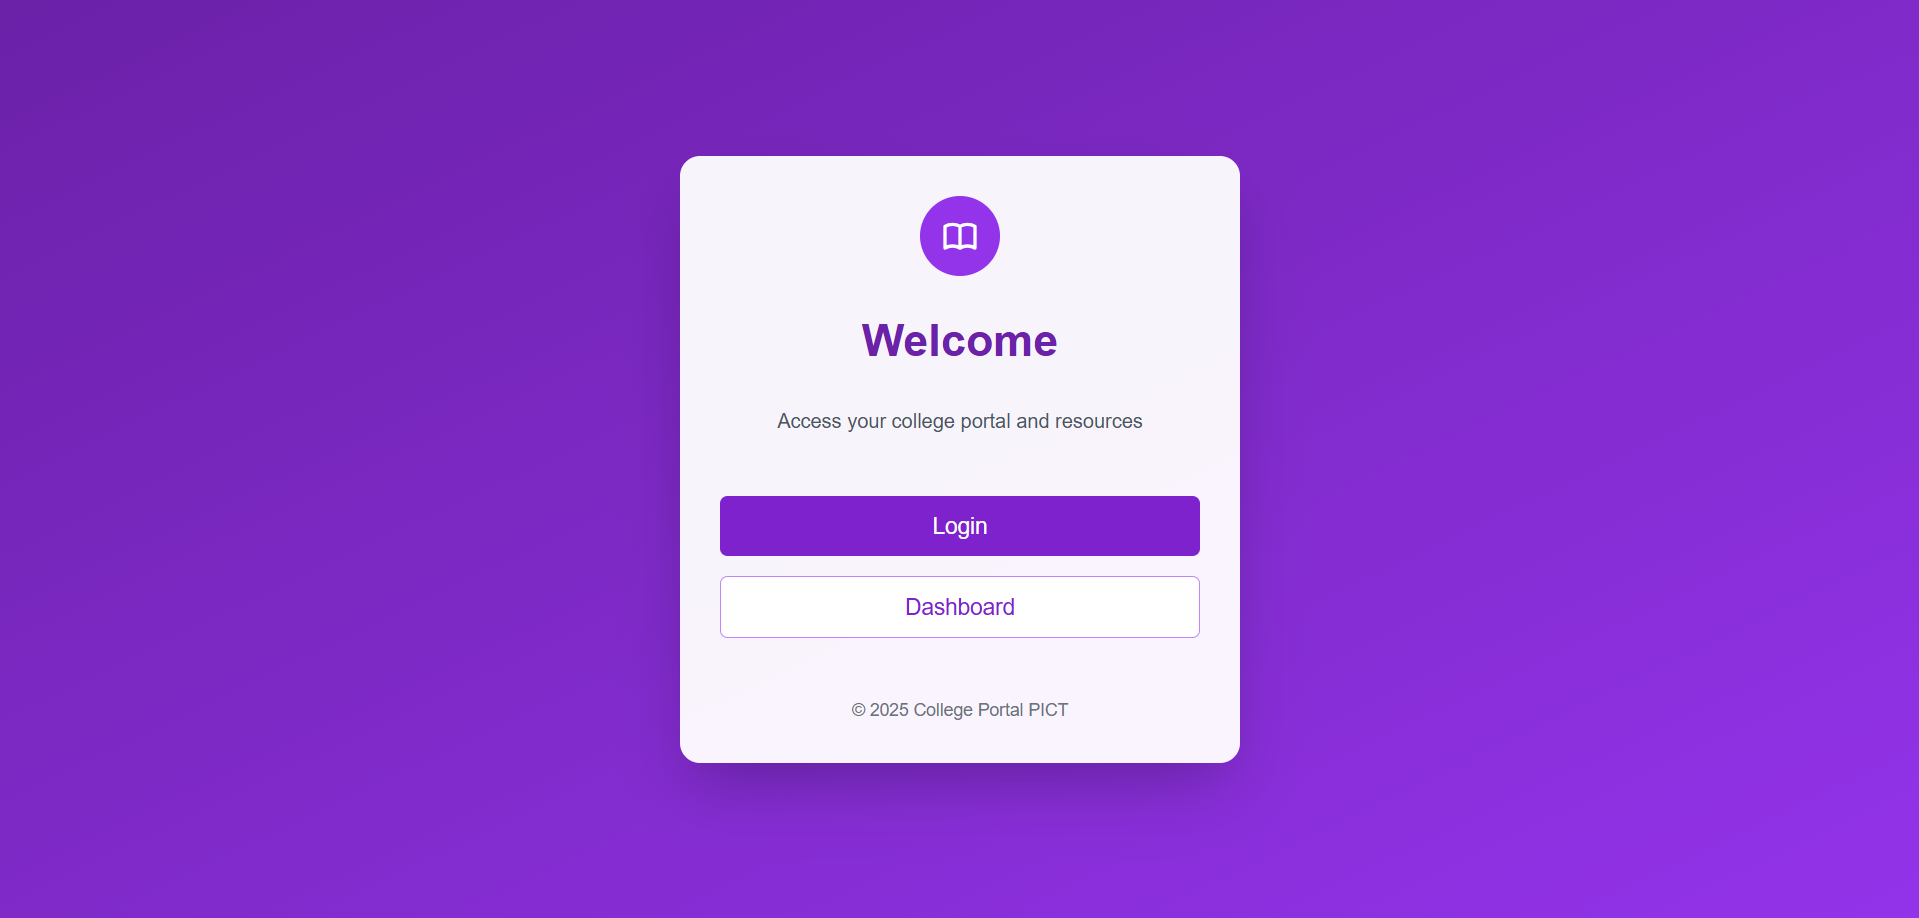 Welcome
Access your college portal and resources
Login
Dashboard
© 2025 College Portal PICT